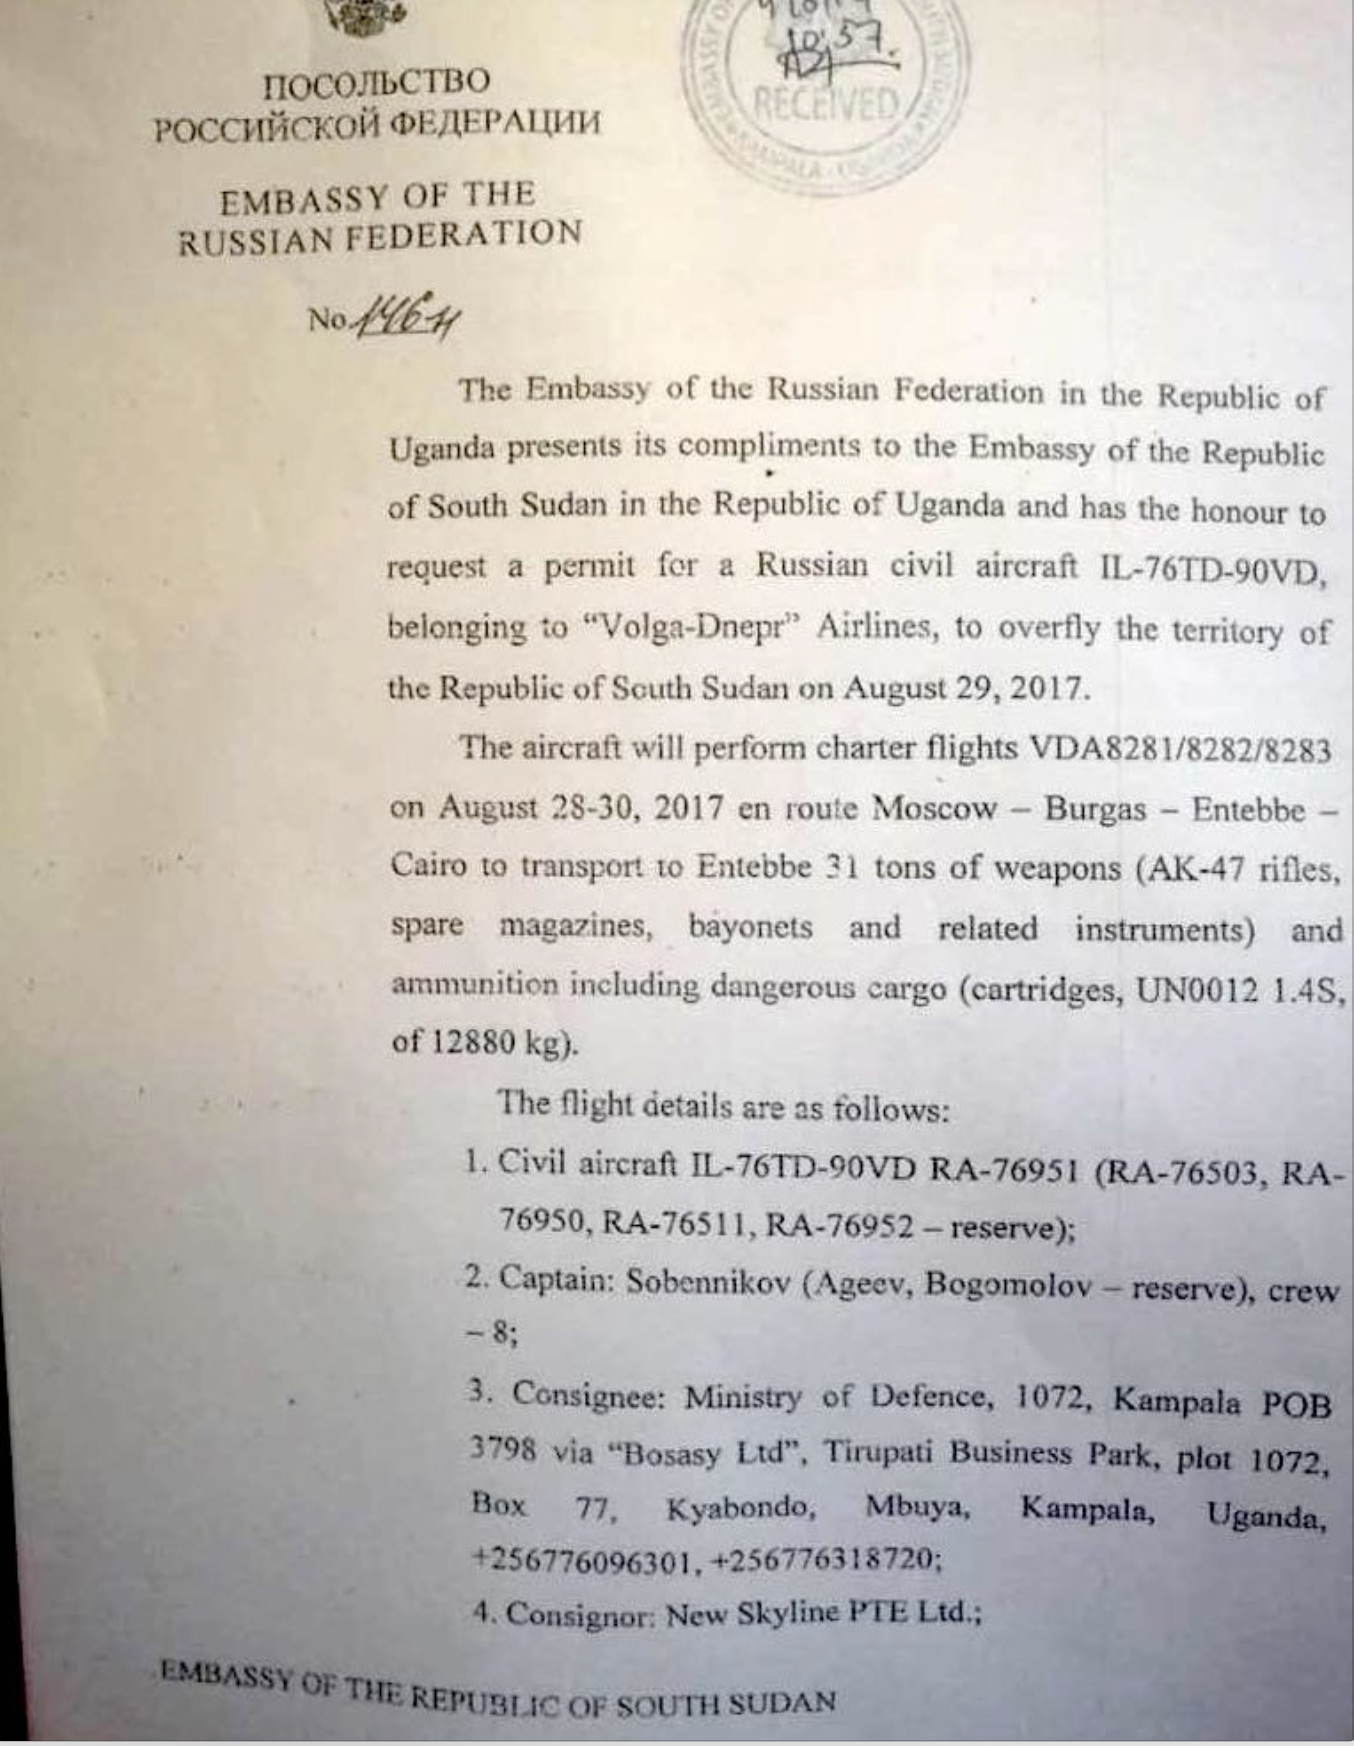 ПОСОЛЬСТВО
РОССИЙСКОЙ ФЕДЕРАЦИИ
EMBASSY OF THE
RUSSIAN FEDERATION
10:57.
RECEIVED
EMBASSY OF
KAMPALA -
No 1464
The Embassy of the Russian Federation in the Republic of
Uganda presents its compliments to the Embassy of the Republic
of South Sudan in the Republic of Uganda and has the honour to
request a permit for a Russian civil aircraft IL-76TD-90VD,
belonging to “Volga-Dnepr” Airlines, to overfly the territory of
the Republic of South Sudan on August 29, 2017.
The aircraft will perform charter flights VDA8281/8282/8283
on August 28-30, 2017 en route Moscow – Burgas – Entebbe –
Cairo to transport to Entebbe 31 tons of weapons (AK-47 rifles,
spare magazines, bayonets and related instruments) and
ammunition including dangerous cargo (cartridges, UN0012 1.4S,
of 12880 kg).
The flight details are as follows:
1. Civil aircraft IL-76TD-90VD RA-76951 (RA-76503, RA-
76950, RA-76511, RA-76952 – reserve);
2. Captain: Sobennikov (Ageev, Bogomolov – reserve), crew
– 8;
3. Consignee: Ministry of Defence, 1072, Kampala POB
3798 via “Bosasy Ltd”, Tirupati Business Park, plot 1072,
Box 77, Kyabondo, Mbuya, Kampala, Uganda,
+256776096301, +256776318720;
4. Consignor: New Skyline PTE Ltd.;
EMBASSY OF THE REPUBLIC OF SOUTH SUDAN